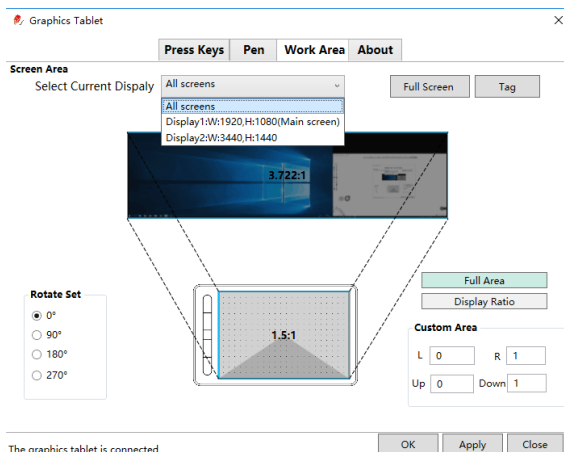 Graphics Tablet
Press Keys Pen Work Area About
Screen Area
Select Current Dispaly All screens Full Screen Tag
All screens
Display1:W:1920,H:1080(Main screen)
Display2:W:3440,H:1440
3.722:1
Full Area
Display Ratio
Rotate Set
0°
90°
180°
270°
1.5:1
Custom Area
L 0 R 1
Up 0 Down 1
The graphics tablet is connected
OK Apply Close